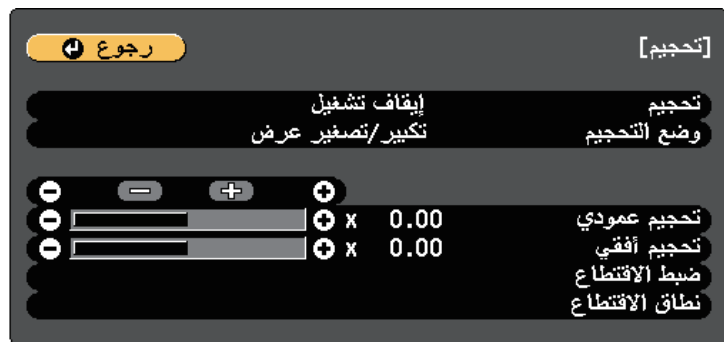 [تحجيم] رجوع
تحجيم إيقاف تشغيل
وضع التحجيم تكبير/تصغير عرض
تحجيم عمودي 0.00 x
تحجيم أفقي 0.00 x
ضبط الاقتطاع
نطاق الاقتطاع